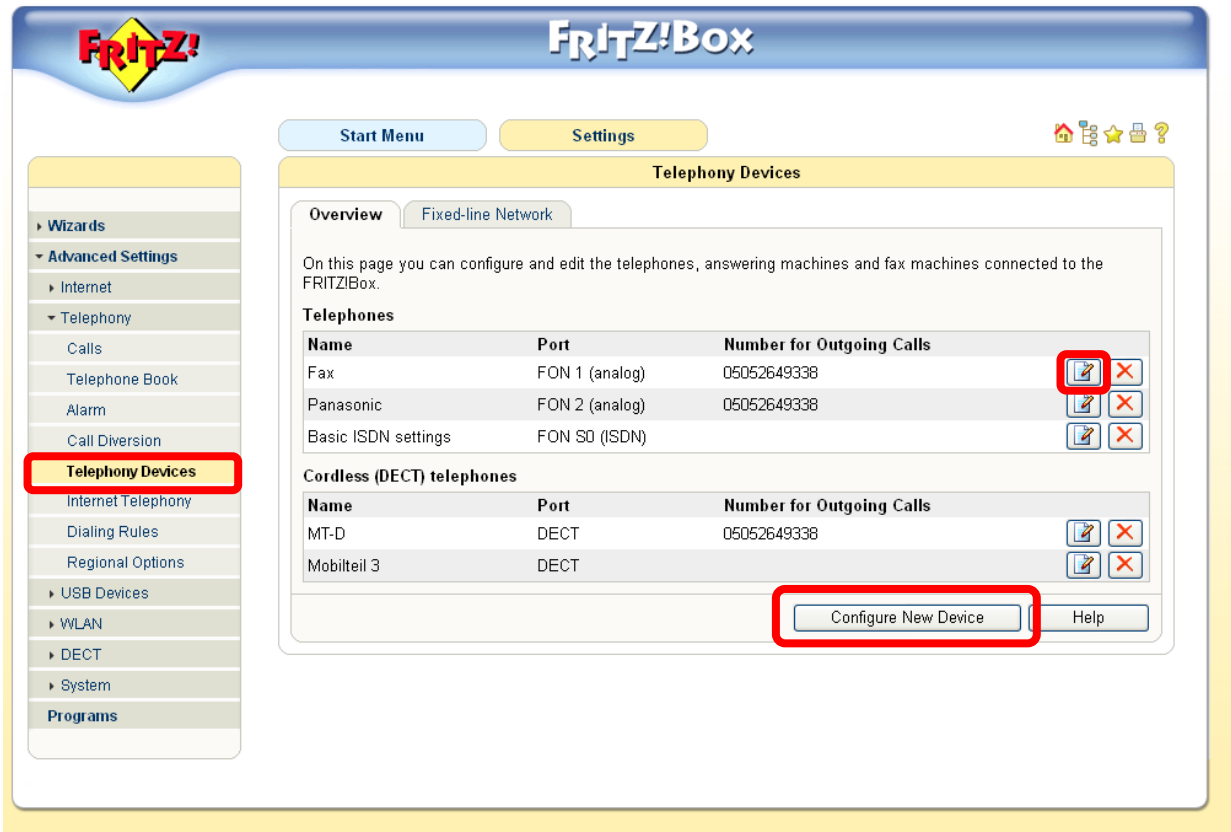 FRITZ!
FRITZ!Box
Start Menu
Settings
?
Telephony Devices
Wizards
Advanced Settings
Internet
Telephony
Calls
Telephone Book
Alarm
Call Diversion
Telephony Devices
Internet Telephony
Dialing Rules
Regional Options
USB Devices
WLAN
DECT
System
Programs
Overview
Fixed-line Network
On this page you can configure and edit the telephones, answering machines and fax machines connected to the
FRITZ!Box.
Telephones
Name Port Number for Outgoing Calls
Fax FON 1 (analog) 05052649338
Panasonic FON 2 (analog) 05052649338
Basic ISDN settings FON S0 (ISDN)
Cordless (DECT) telephones
Name Port Number for Outgoing Calls
MT-D DECT 05052649338
Mobilteil 3 DECT
Configure New Device
Help